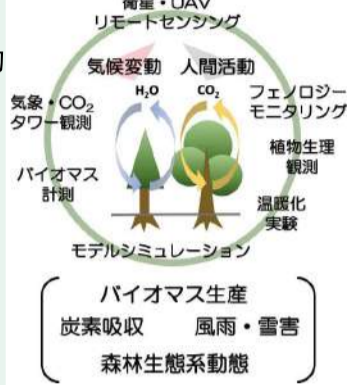 衛星・UAV
リモートセンシング
気候変動 人間活動
H₂O CO₂
気象・CO₂
タワー観測
フェノロジー
モニタリング
バイオマス
計測
植物生理
観測
温暖化
実験
モデルシミュレーション
バイオマス生産
炭素吸収 風雨・雪害
森林生態系動態